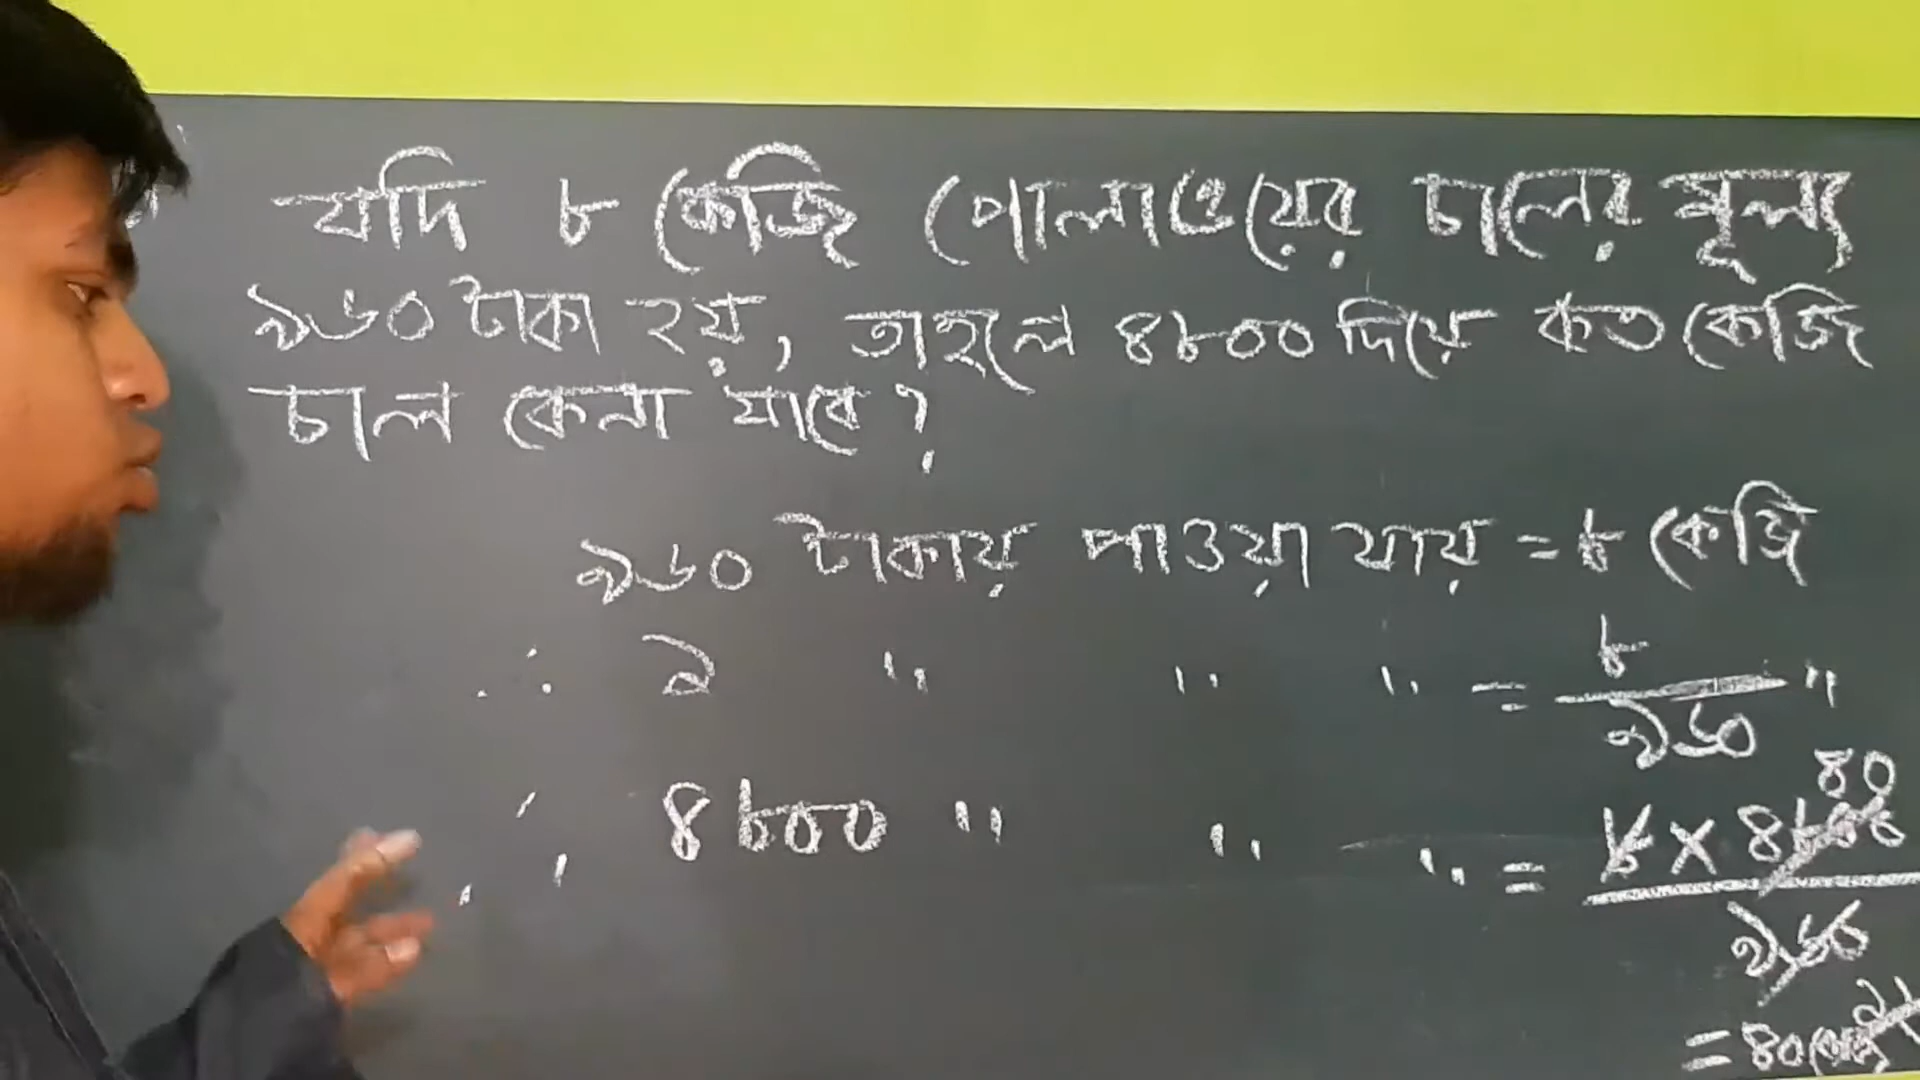 যদি ৮ কেজি পোলাওয়ের চালের মূল্য
৯৬০ টাকা হয়, তাহলে ৪৮০০ দিয়ে কত কেজি
চাল কেনা যাবে?
৯৬০ টাকায় পাওয়া যায় = ৮ কেজি
∴ ১ " " " = ৮/৯৬০ "
∴ ৪৮০০ " " " = ৮ × ৪৮০০/৯৬০
৪০
= ৪০ কেজি